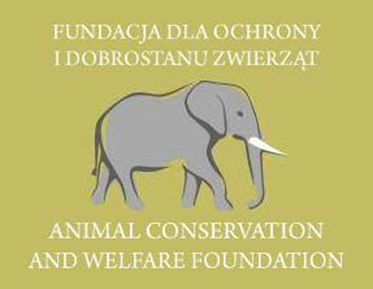 FUNDACJA DLA OCHRONY
I DOBROSTANU ZWIERZĄT
ANIMAL CONSERVATION
AND WELFARE FOUNDATION